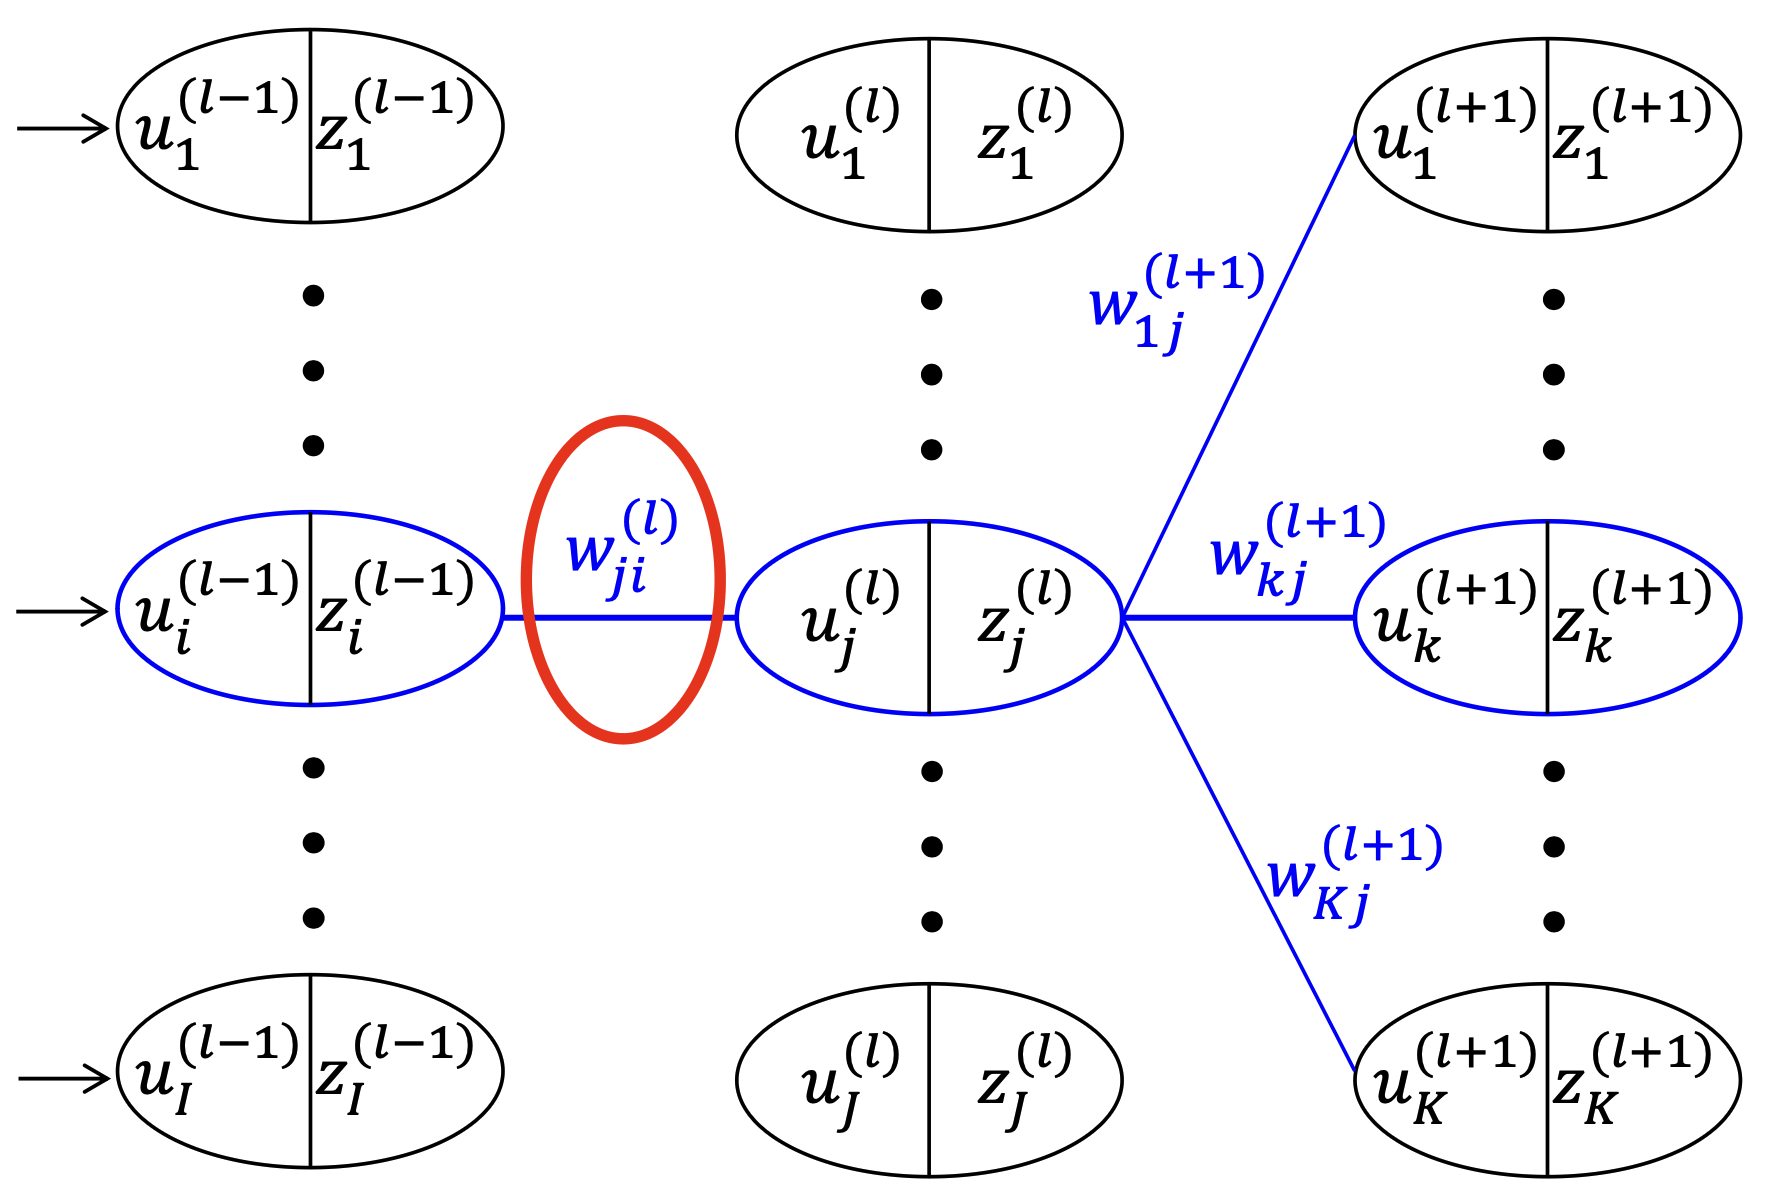 u_1^{(l-1)} z_1^{(l-1)} u_1^{(l)} z_1^{(l)} u_1^{(l+1)} z_1^{(l+1)}
w_{1j}^{(l+1)}
u_i^{(l-1)} z_i^{(l-1)} w_{ji}^{(l)} u_j^{(l)} z_j^{(l)} w_{kj}^{(l+1)} u_k^{(l+1)} z_k^{(l+1)}
w_{Kj}^{(l+1)}
u_I^{(l-1)} z_I^{(l-1)} u_J^{(l)} z_J^{(l)} u_K^{(l+1)} z_K^{(l+1)}